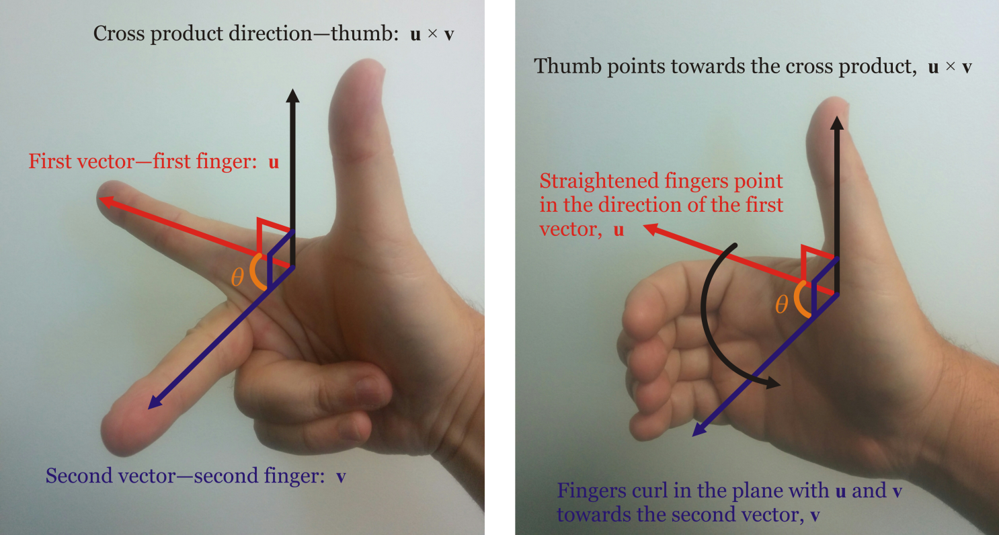 Cross product direction—thumb: u × v
First vector—first finger: u
θ
Second vector—second finger: v
Thumb points towards the cross product, u × v
Straightened fingers point
in the direction of the first
vector, u
θ
Fingers curl in the plane with u and v
towards the second vector, v